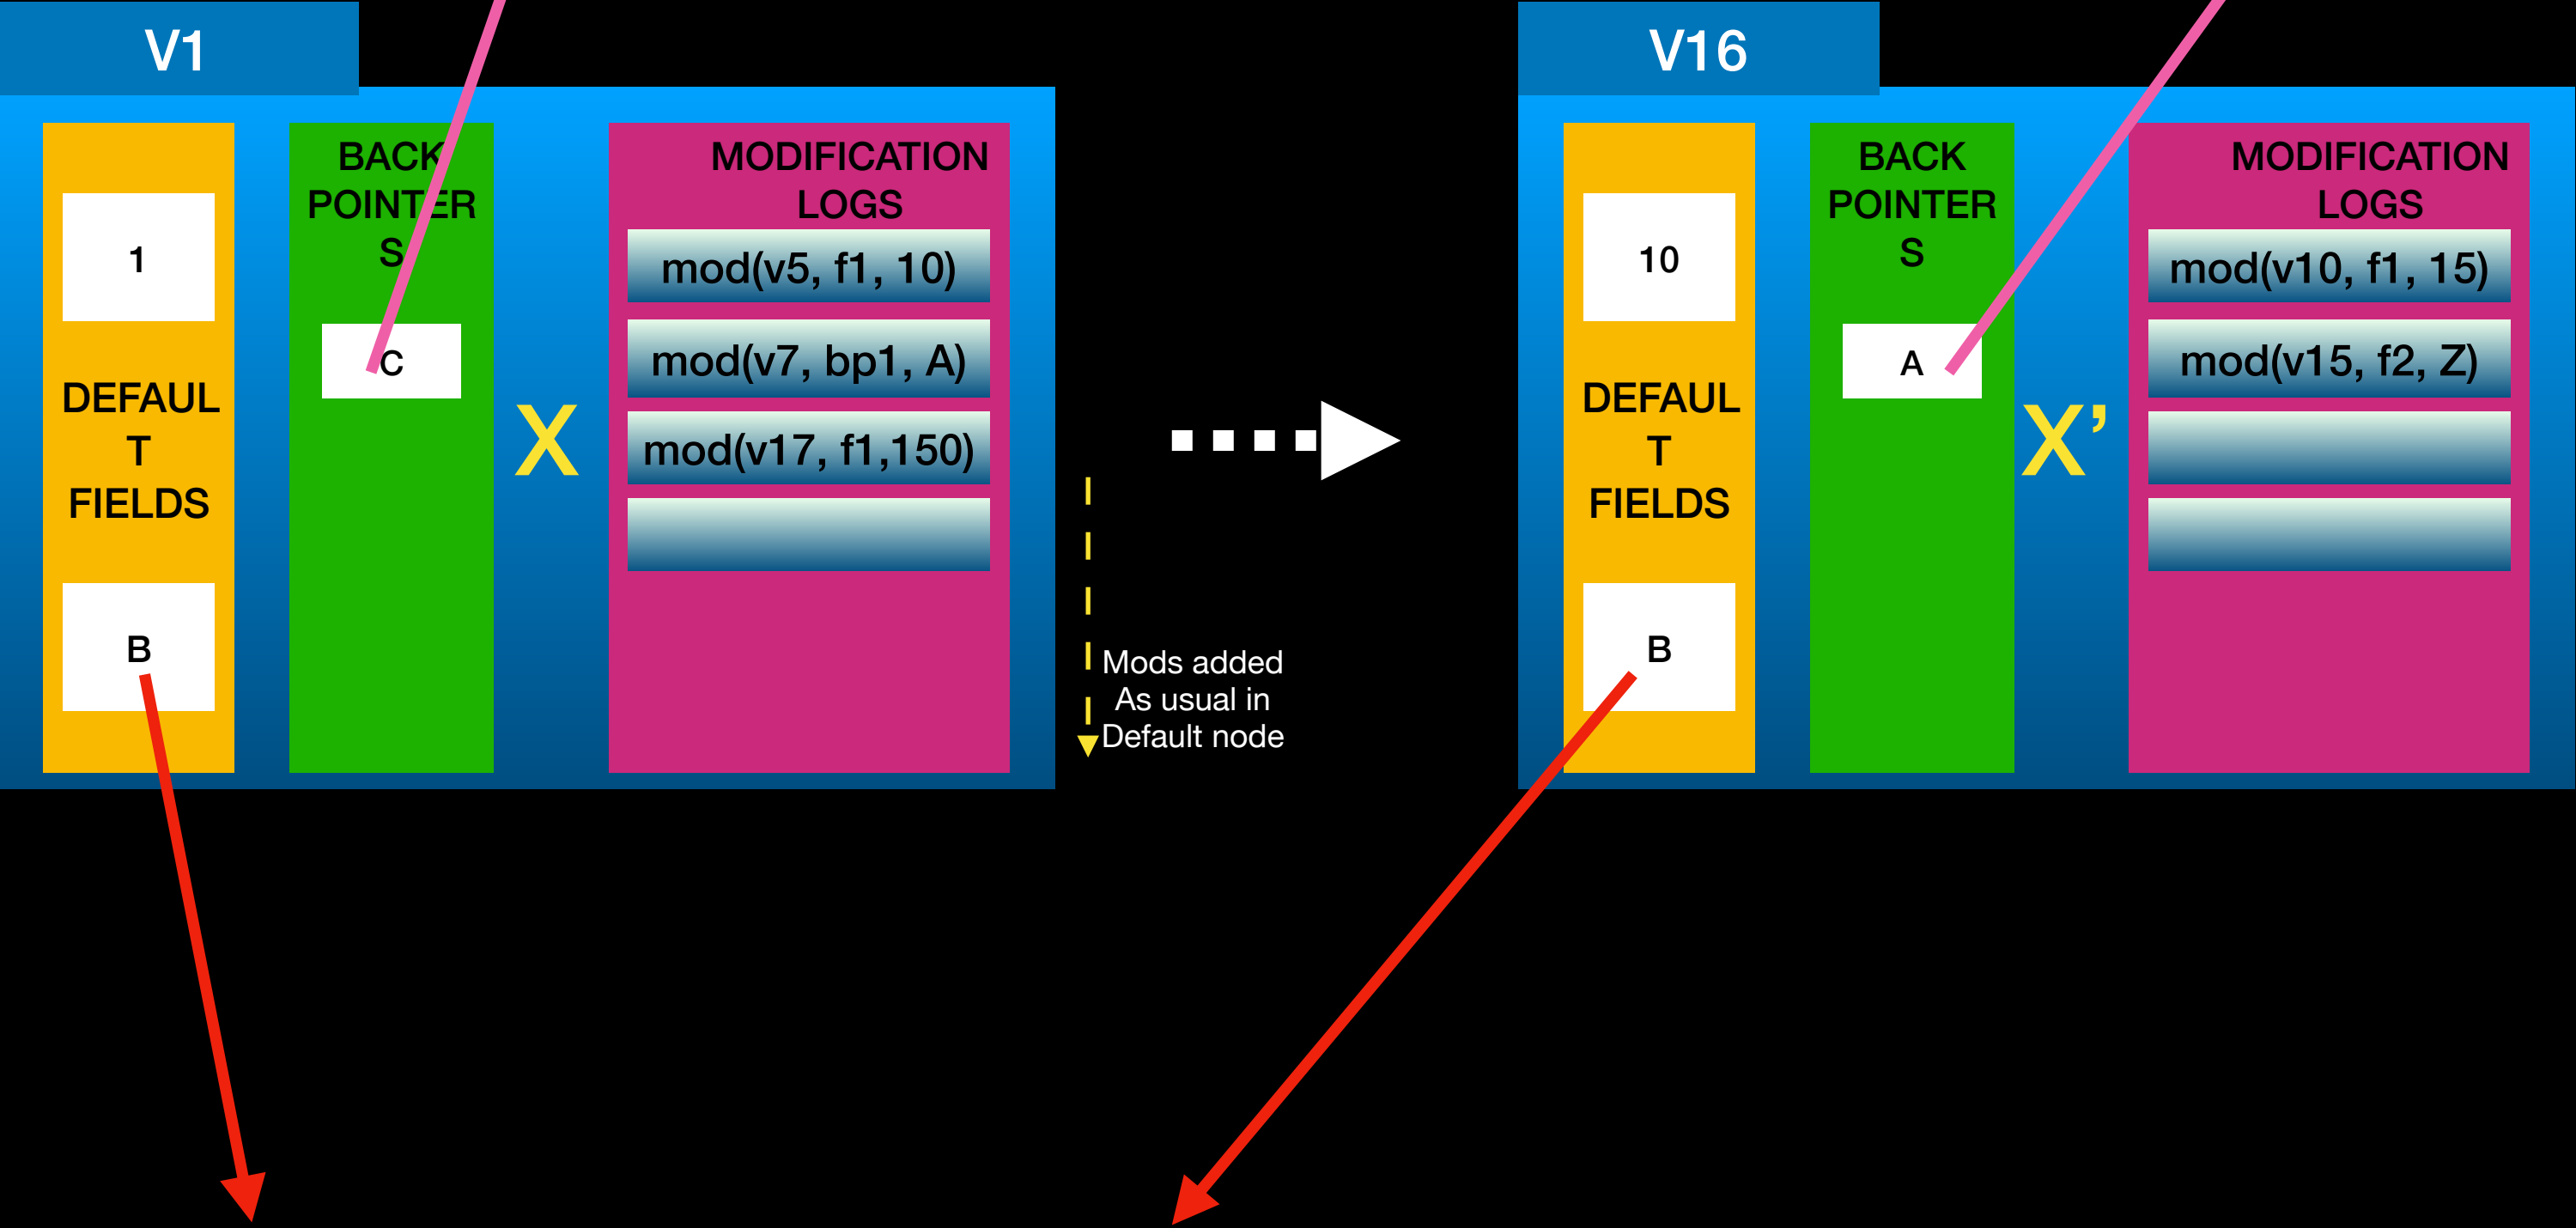 V1
1
DEFAUL
T
FIELDS
B
BACK
POINTER
S
C
X
MODIFICATION
LOGS
mod(v5, f1, 10)
mod(v7, bp1, A)
mod(v17, f1,150)
Mods added
As usual in
Default node
V16
10
DEFAUL
T
FIELDS
B
BACK
POINTER
S
A
X’
MODIFICATION
LOGS
mod(v10, f1, 15)
mod(v15, f2, Z)